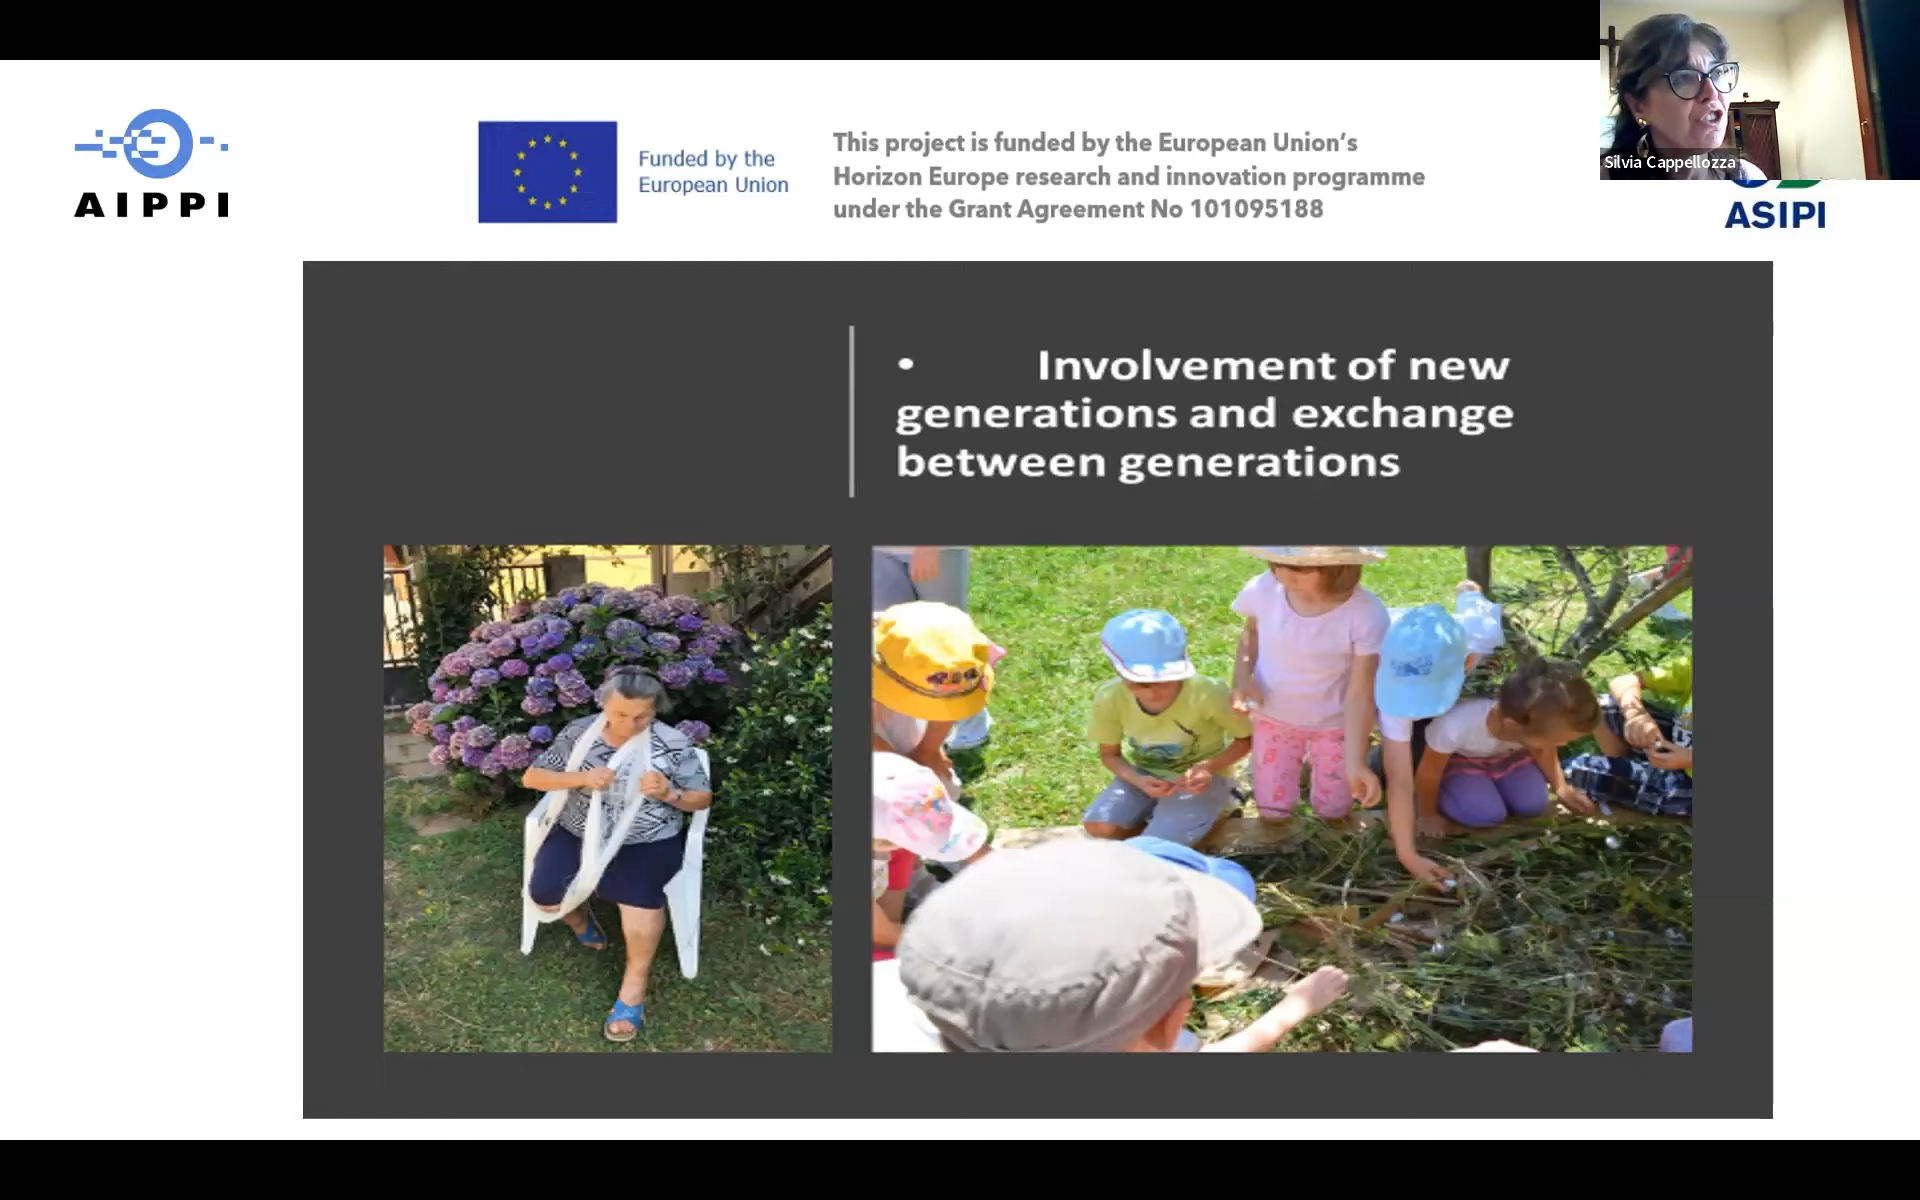 AIPPI
Funded by the
European Union
This project is funded by the European Union's
Horizon Europe research and innovation programme
under the Grant Agreement No 101095188
Silvia Cappellozza
ASIPI
• Involvement of new
generations and exchange
between generations